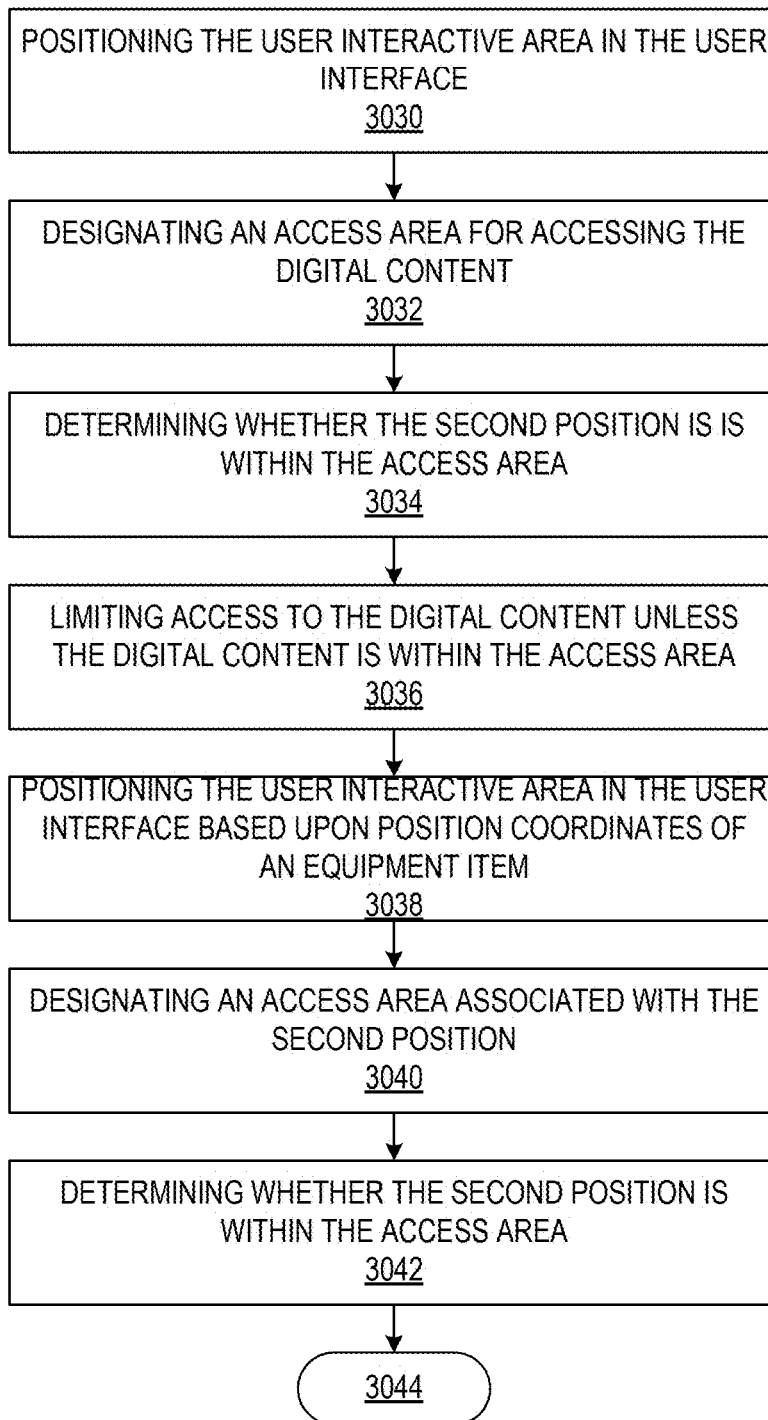 POSITIONING THE USER INTERACTIVE AREA IN THE USER
INTERFACE
3030
DESIGNATING AN ACCESS AREA FOR ACCESSING THE
DIGITAL CONTENT
3032
DETERMINING WHETHER THE SECOND POSITION IS IS
WITHIN THE ACCESS AREA
3034
LIMITING ACCESS TO THE DIGITAL CONTENT UNLESS
THE DIGITAL CONTENT IS WITHIN THE ACCESS AREA
3036
POSITIONING THE USER INTERACTIVE AREA IN THE USER
INTERFACE BASED UPON POSITION COORDINATES OF
AN EQUIPMENT ITEM
3038
DESIGNATING AN ACCESS AREA ASSOCIATED WITH THE
SECOND POSITION
3040
DETERMINING WHETHER THE SECOND POSITION IS
WITHIN THE ACCESS AREA
3042
3044